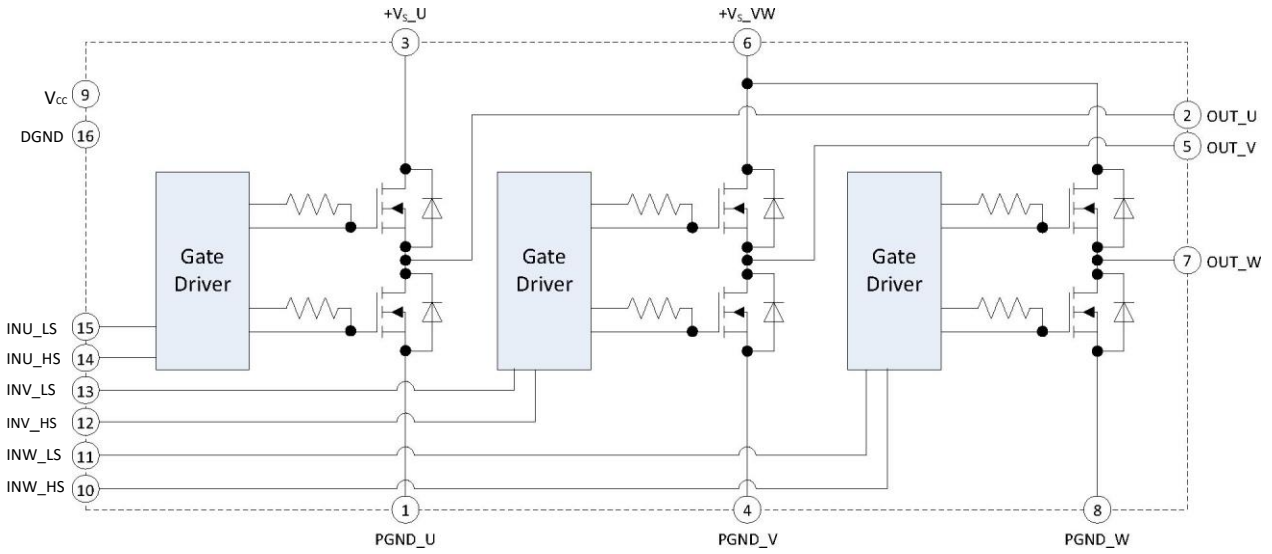 +VS_U
+VS_VW
3
6
VCC 9
DGND 16
2 OUT_U
5 OUT_V
Gate
Driver
Gate
Driver
Gate
Driver
7 OUT_W
INU_LS 15
INU_HS 14
INV_LS 13
INV_HS 12
INW_LS 11
INW_HS 10
1
4
8
PGND_U
PGND_V
PGND_W